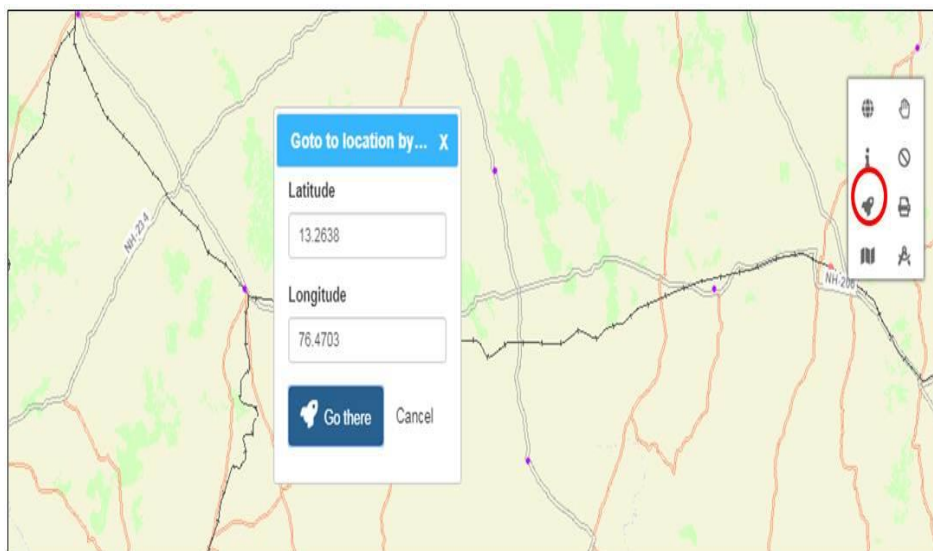 Goto to location by... X
Latitude
13.2638
Longitude
76.4703
Go there Cancel
NH-234
NH-206